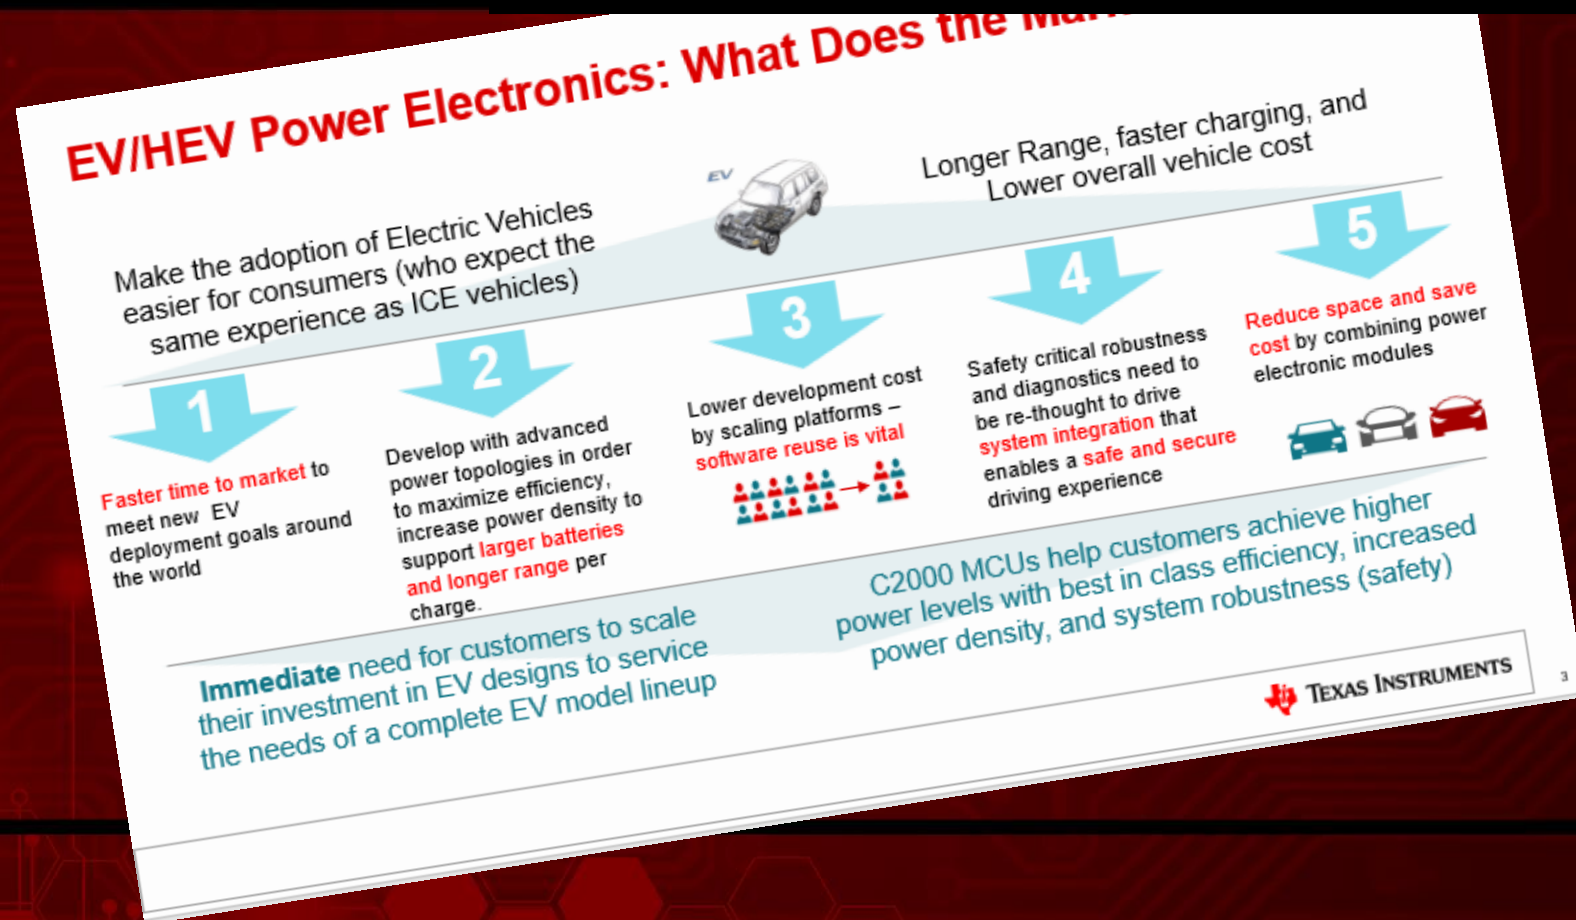 EV/HEV Power Electronics: What Does the
EV
Make the adoption of Electric Vehicles
easier for consumers (who expect the
same experience as ICE vehicles)
Longer Range, faster charging, and
Lower overall vehicle cost
1
Faster time to market to
meet new EV
deployment goals around
the world
2
Develop with advanced
power topologies in order
to maximize efficiency,
increase power density to
support larger batteries
and longer range per
charge.
3
Lower development cost
by scaling platforms –
software reuse is vital
4
Safety critical robustness
and diagnostics need to
be re-thought to drive
system integration that
enables a safe and secure
driving experience
5
Reduce space and save
cost by combining power
electronic modules
Immediate need for customers to scale
their investment in EV designs to service
the needs of a complete EV model lineup
C2000 MCUs help customers achieve higher
power levels with best in class efficiency, increased
power density, and system robustness (safety)
TEXAS INSTRUMENTS
3